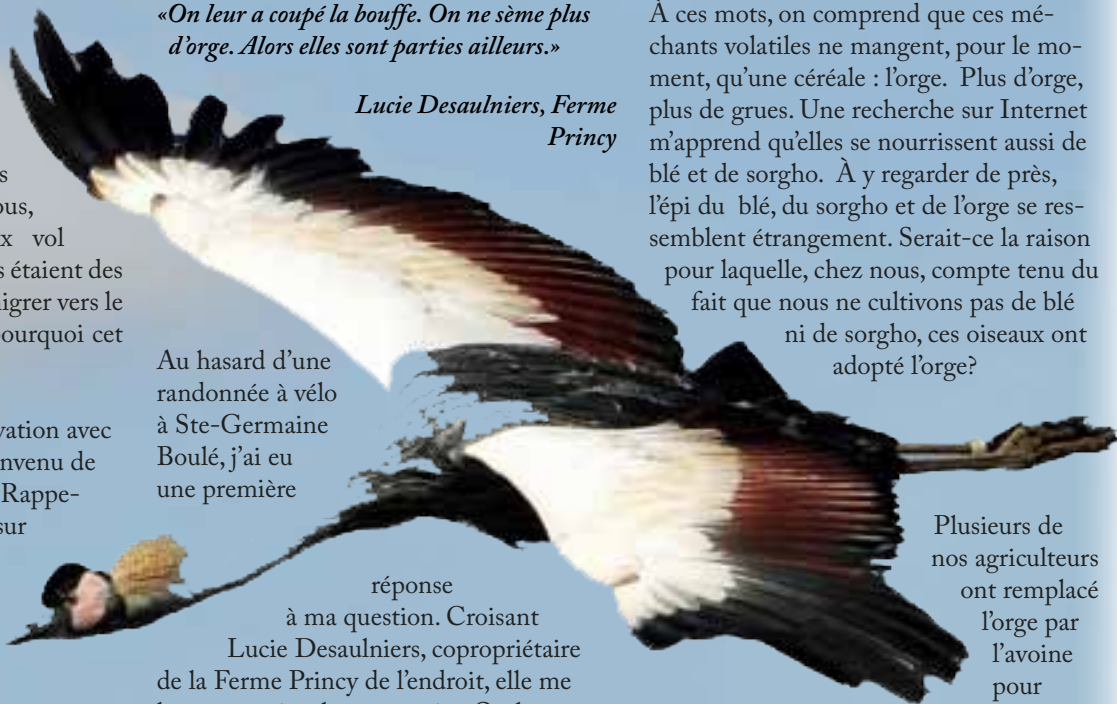 s
ous,
x vol
s étaient des
igrer vers le
ourquoi cet
vation avec
nvenu de
Rappe-
sur
«On leur a coupé la bouffe. On ne sème plus
d'orge. Alors elles sont parties ailleurs.»
Lucie Desaulniers, Ferme
Princy
Au hasard d'une
randonnée à vélo
à Ste-Germaine
Boulé, j'ai eu
une première
réponse
à ma question. Croisant
Lucie Desaulniers, copropriétaire
de la Ferme Princy de l'endroit, elle me
À ces mots, on comprend que ces mé-
chants volatiles ne mangent, pour le mo-
ment, qu'une céréale : l'orge. Plus d'orge,
plus de grues. Une recherche sur Internet
m'apprend qu'elles se nourrissent aussi de
blé et de sorgho. À y regarder de près,
l'épi du blé, du sorgho et de l'orge se res-
semblent étrangement. Serait-ce la raison
pour laquelle, chez nous, compte tenu du
fait que nous ne cultivons pas de blé
ni de sorgho, ces oiseaux ont
adopté l'orge?
Plusieurs de
nos agriculteurs
ont remplacé
l'orge par
l'avoine
pour